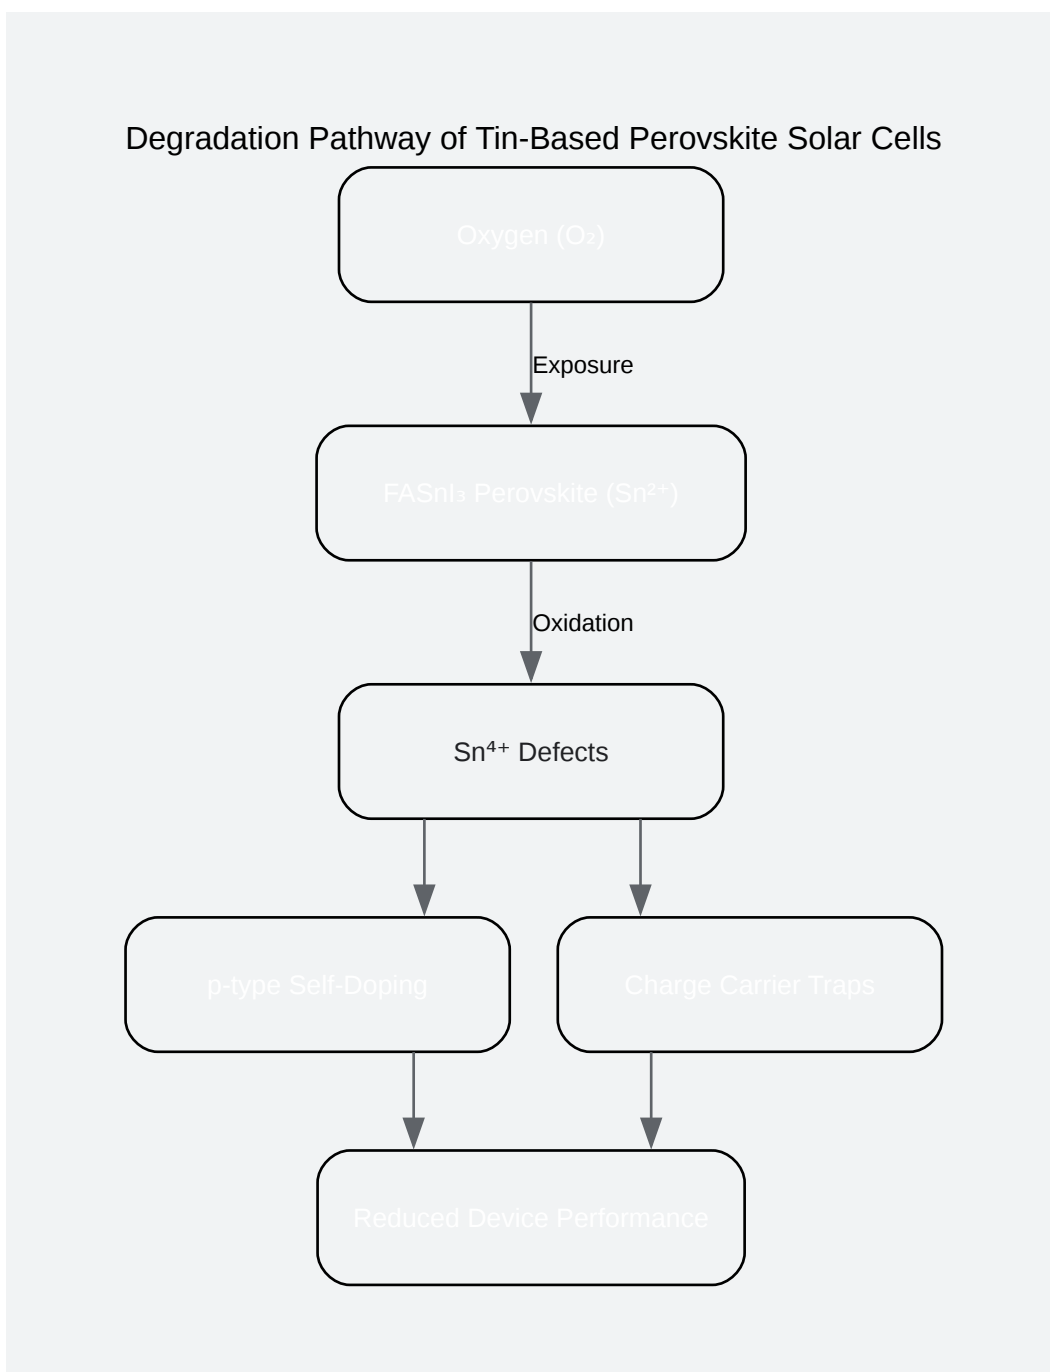 Degradation Pathway of Tin-Based Perovskite Solar Cells
Oxygen (O₂)
Exposure
FASnI₃ Perovskite (Sn²⁺)
Oxidation
Sn⁴⁺ Defects
p-type Self-Doping
Charge Carrier Traps
Reduced Device Performance